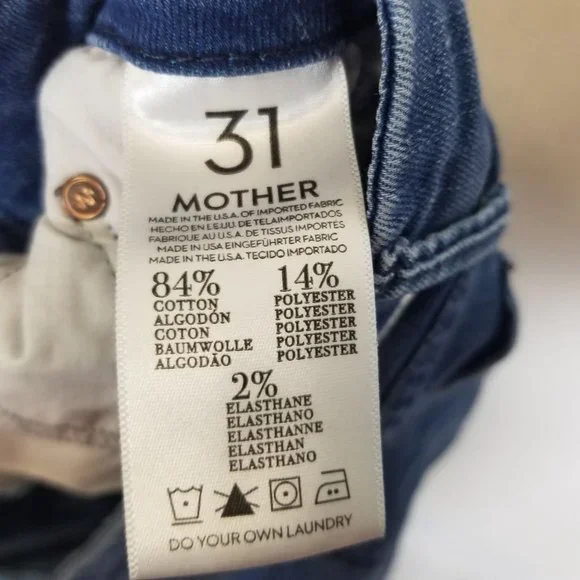 31
MOTHER
MADE IN THE U.S.A. OF IMPORTED FABRIC
HECHO EN EE.UU. DE TELA IMPORTADOS
FABRIQUE AU U.S.A. DE TISSUS IMPORTES
MADE IN USA EINGEFÜHRTER FABRIC
MADE IN THE U.S.A. TECIDO IMPORTADO
84% 14%
COTTON POLYESTER
ALGODÓN POLYESTER
COTON POLYESTER
BAUMWOLLE POLYESTER
ALGODÃO POLYESTER
2%
ELASTHANE
ELASTHANO
ELASTHANNE
ELASTHAN
ELASTHANO
DO YOUR OWN LAUNDRY